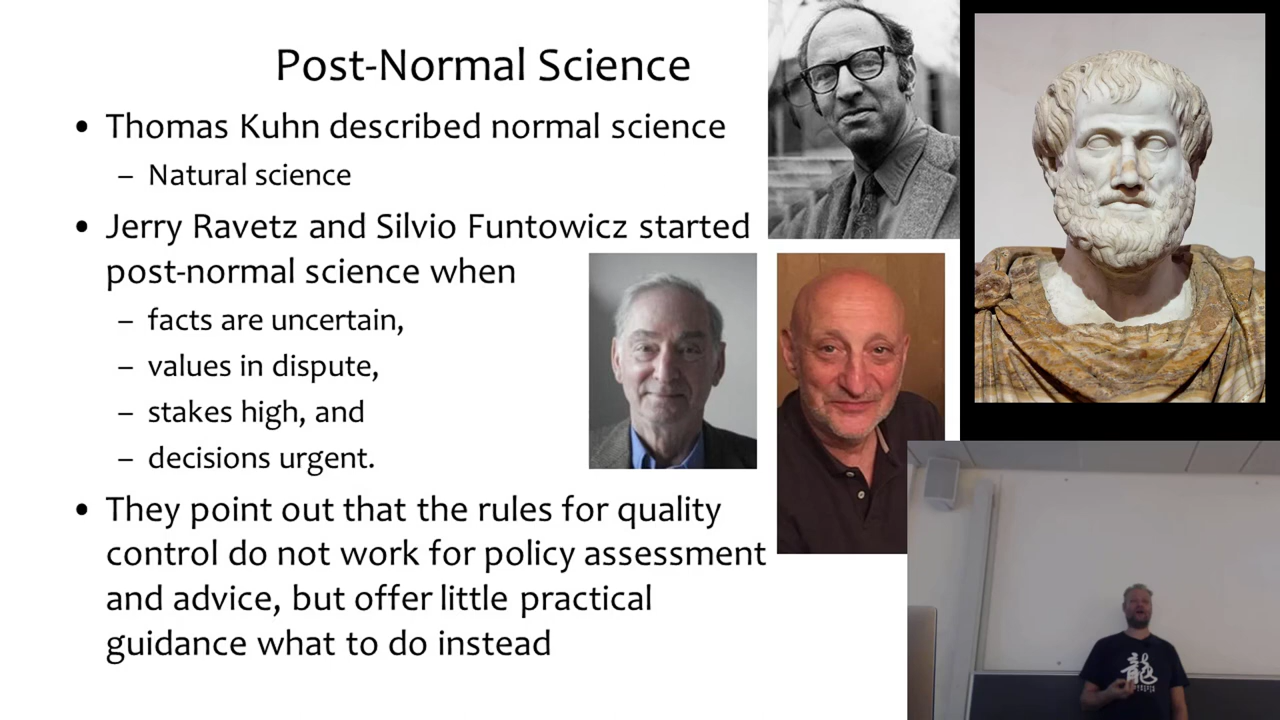 Post-Normal Science
• Thomas Kuhn described normal science
– Natural science
• Jerry Ravetz and Silvio Funtowicz started
post-normal science when
– facts are uncertain,
– values in dispute,
– stakes high, and
– decisions urgent.
• They point out that the rules for quality
control do not work for policy assessment
and advice, but offer little practical
guidance what to do instead
龍